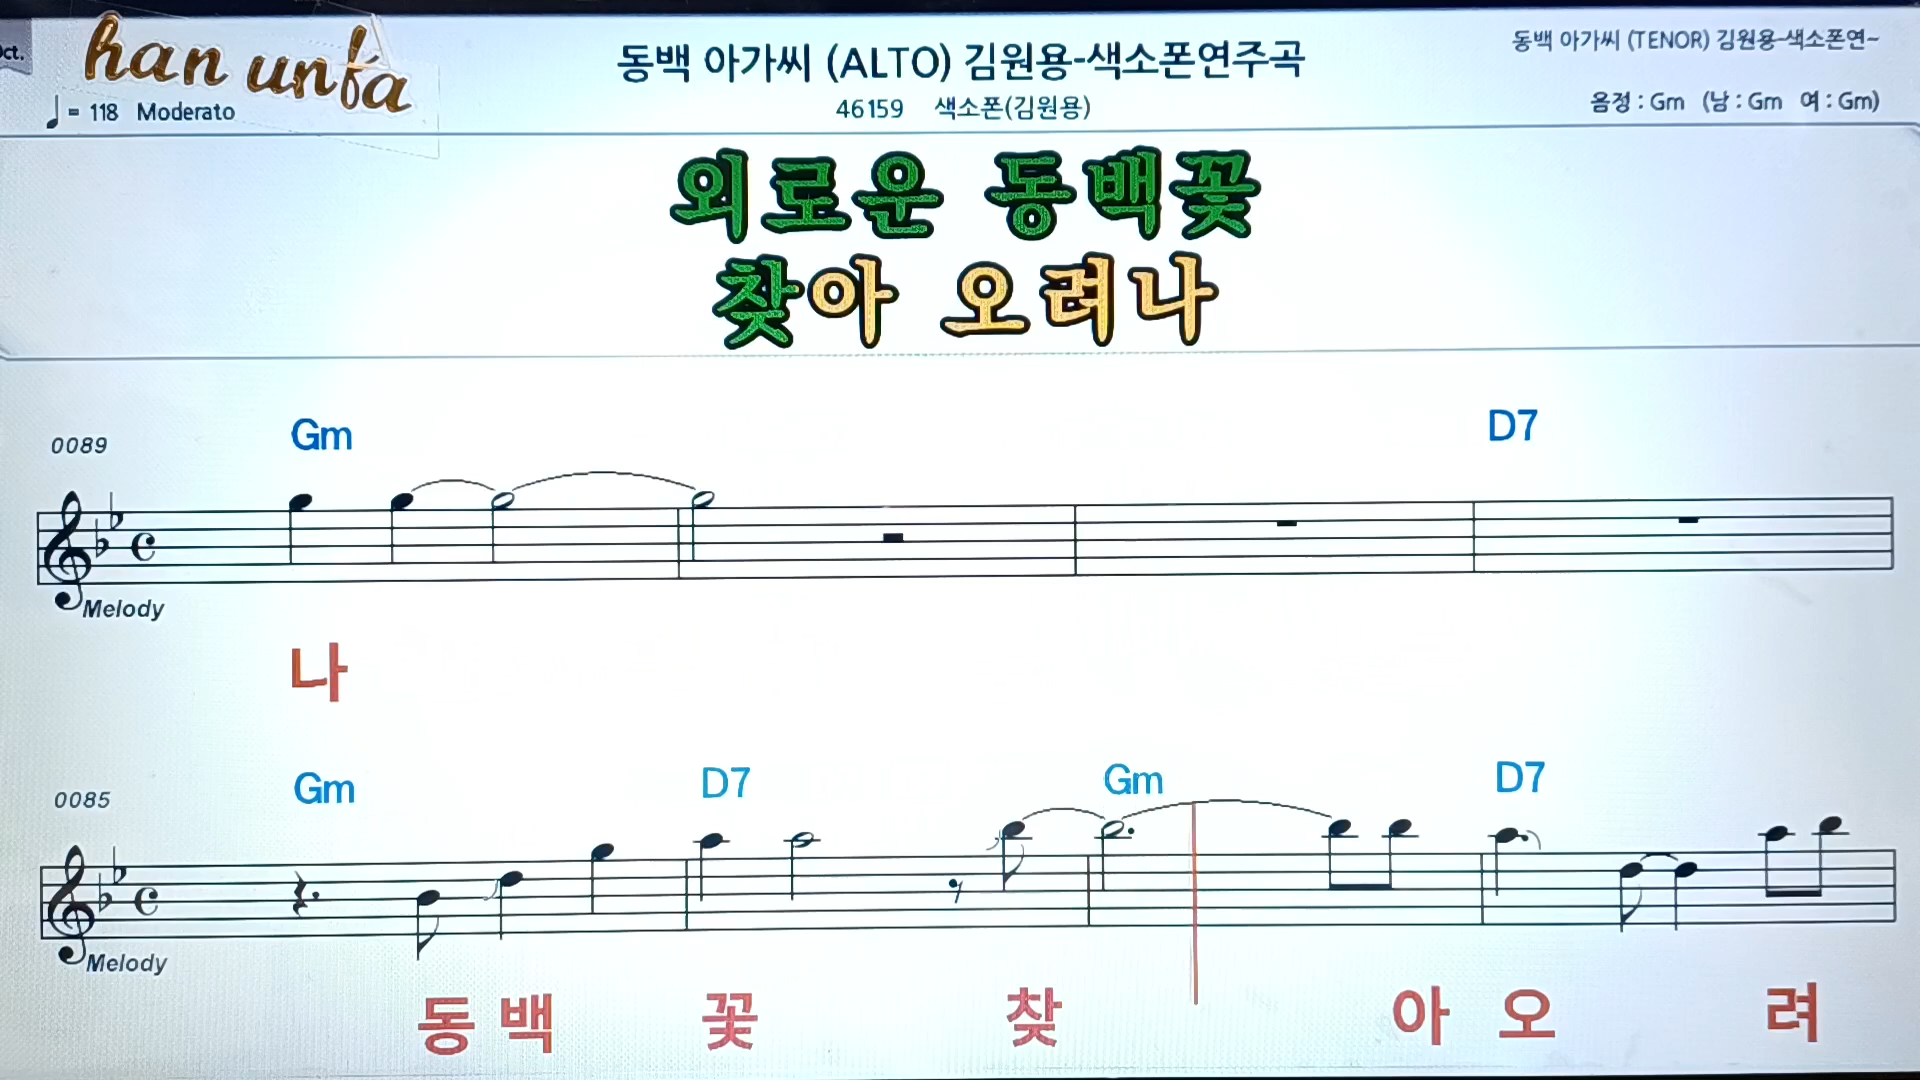 Oct.
han unfa
동백 아가씨 (ALTO) 김원용-색소폰연주곡
동백 아가씨 (TENOR) 김원용-색소폰연~
= 118 Moderato
46159 색소폰(김원용)
음정 : Gm (남 : Gm 여 : Gm)
외로운 동백꽃
찾아 오려나
Gm D7
0089
Melody
나
Gm D7 Gm D7
0085
Melody
동 백 꽃 찾 아 오 려